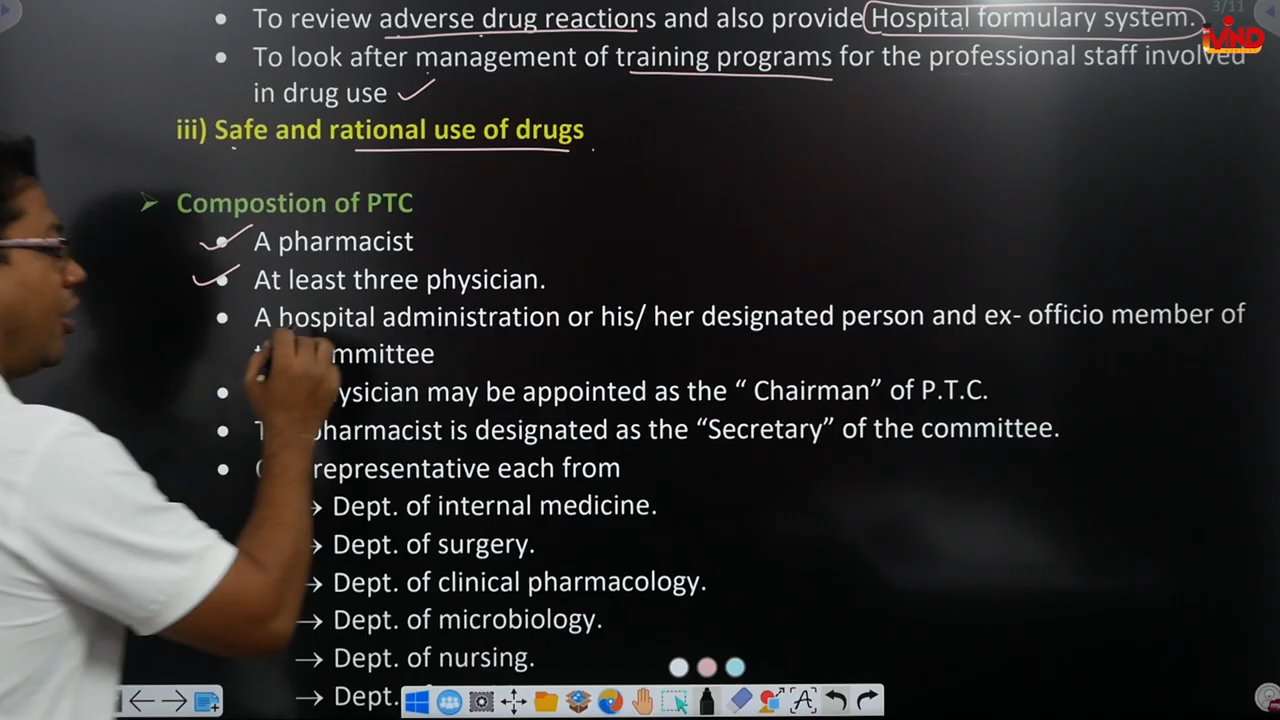 To review adverse drug reactions and also provide Hospital formulary system.
3/11
iVIND
To look after management of training programs for the professional staff involved
in drug use
iii) Safe and rational use of drugs
Compostion of PTC
A pharmacist
At least three physician.
A hospital administration or his/ her designated person and ex- officio member of
mmittee
ysician may be appointed as the “ Chairman” of P.T.C.
pharmacist is designated as the “Secretary” of the committee.
representative each from
→ Dept. of internal medicine.
→ Dept. of surgery.
→ Dept. of clinical pharmacology.
→ Dept. of microbiology.
→ Dept. of nursing.
→ Dept.